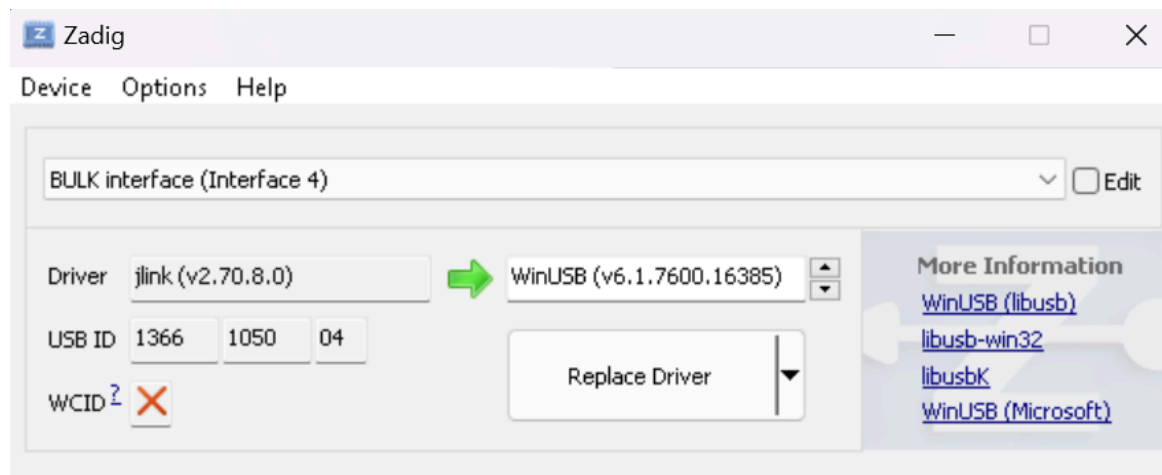 Zadig
Device Options Help
BULK interface (Interface 4)
Edit
Driver jlink (v2.70.8.0) WinUSB (v6.1.7600.16385)
USB ID 1366 1050 04
WCID ?
Replace Driver
More Information
WinUSB (libusb)
libusb-win32
libusbK
WinUSB (Microsoft)